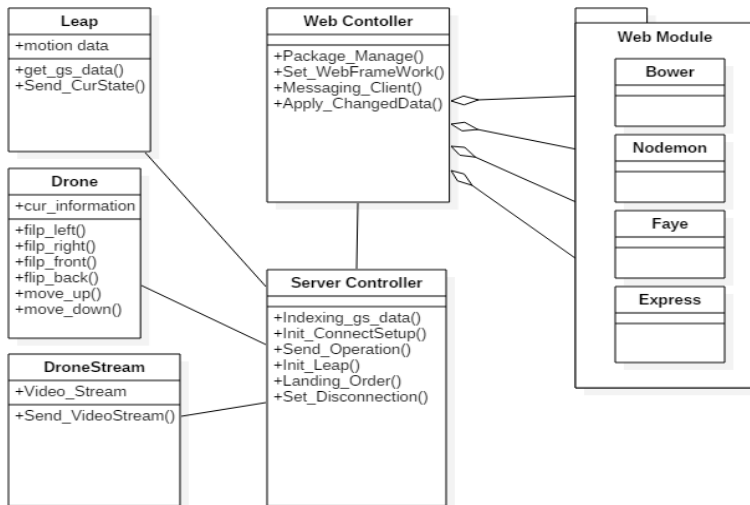 Leap
+motion data
+get_gs_data()
+Send_CurState()
Drone
+cur_information
+filp_left()
+filp_right()
+filp_front()
+flip_back()
+move_up()
+move_down()
DroneStream
+Video_Stream
+Send_VideoStream()
Web Contoller
+Package_Manage()
+Set_WebFrameWork()
+Messaging_Client()
+Apply_ChangedData()
Server Controller
+Indexing_gs_data()
+Init_ConnectSetup()
+Send_Operation()
+Init_Leap()
+Landing_Order()
+Set_Disconnection()
Web Module
Bower
Nodemon
Faye
Express